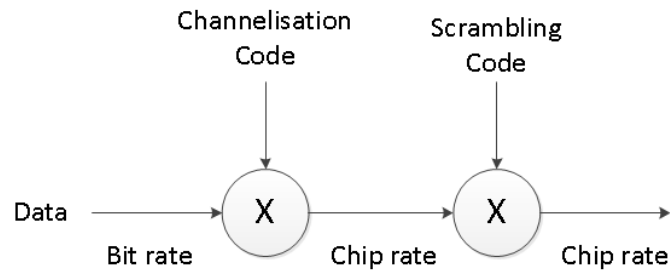 Channelisation
Code
Scrambling
Code
Data
X
X
Bit rate
Chip rate
Chip rate